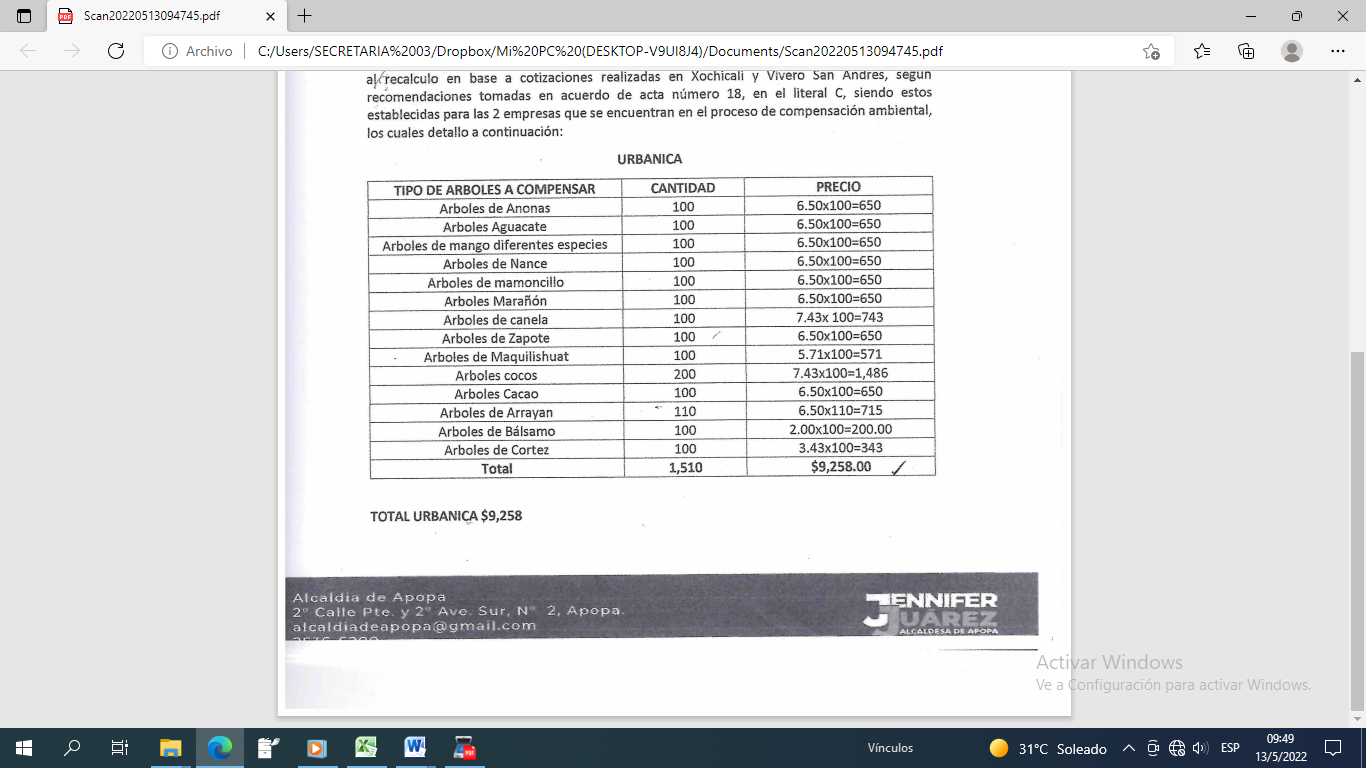 Scan20220513094745.pdf
Archivo
C:/Users/SECRETARIA%2003/Dropbox/Mi%20PC%20(DESKTOP-V9UI8J4)/Documents/Scan20220513094745.pdf
al recalculo en base a cotizaciones realizadas en Xochicali y Vivero San Andres, según
recomendaciones tomadas en acuerdo de acta número 18, en el literal C, siendo estos
establecidas para las 2 empresas que se encuentran en el proceso de compensación ambiental,
los cuales detallo a continuación:
URBANICA
TIPO DE ARBOLES A COMPENSAR CANTIDAD PRECIO
Arboles de Anonas 100 6.50x100=650
Arboles Aguacate 100 6.50x100=650
Arboles de mango diferentes especies 100 6.50x100=650
Arboles de Nance 100 6.50x100=650
Arboles de mamoncillo 100 6.50x100=650
Arboles Marañón 100 6.50x100=650
Arboles de canela 100 7.43x 100=743
Arboles de Zapote 100 6.50x100=650
Arboles de Maquilishuat 100 5.71x100=571
Arboles cocos 200 7.43x100=1,486
Arboles Cacao 100 6.50x100=650
Arboles de Arrayan 110 6.50x110=715
Arboles de Bálsamo 100 2.00x100=200.00
Arboles de Cortez 100 3.43x100=343
Total 1,510 $9,258.00
TOTAL URBANICA $9,258
Alcaldía de Apopa
2° Calle Pte. y 2° Ave. Sur, N° 2, Apopa.
alcaldiadeapopa@gmail.com
JENNIFER
JUÁREZ
ALCALDESA DE APOPA
Activar Windows
Ve a Configuración para activar Windows.
Vínculos
31°C Soleado
ESP
09:49
13/5/2022